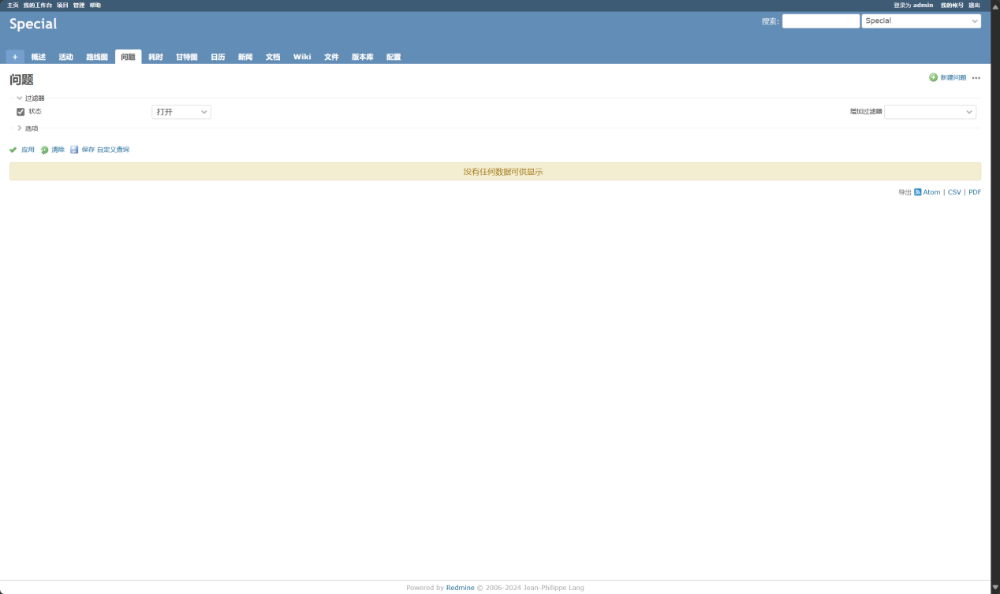 主页 我的工作台 项目 管理 帮助 登录为 admin 我的帐号 退出
Special 搜索: Special
+ 概述 活动 路线图 问题 耗时 甘特图 日历 新闻 文档 Wiki 文件 版本库 配置
问题 新建问题
过滤器
状态 打开 增加过滤器
选项
应用 清除 保存 自定义查询
没有任何数据可供显示
导出 Atom | CSV | PDF
Powered by Redmine © 2006-2024 Jean-Philippe Lang